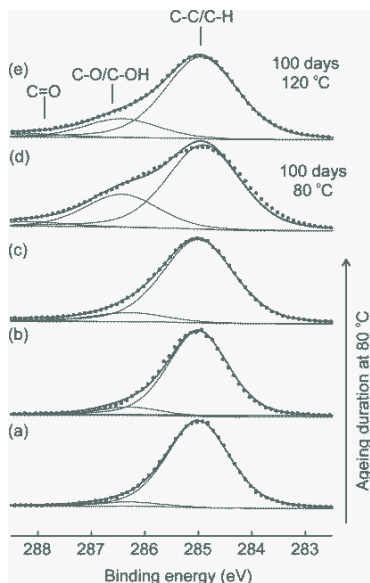 C-C/C-H
(e)
C-O/C-OH
C=O
100 days
120 °C
(d)
100 days
80 °C
(c)
(b)
(a)
Ageing duration at 80 °C
288 287 286 285 284 283
Binding energy (eV)